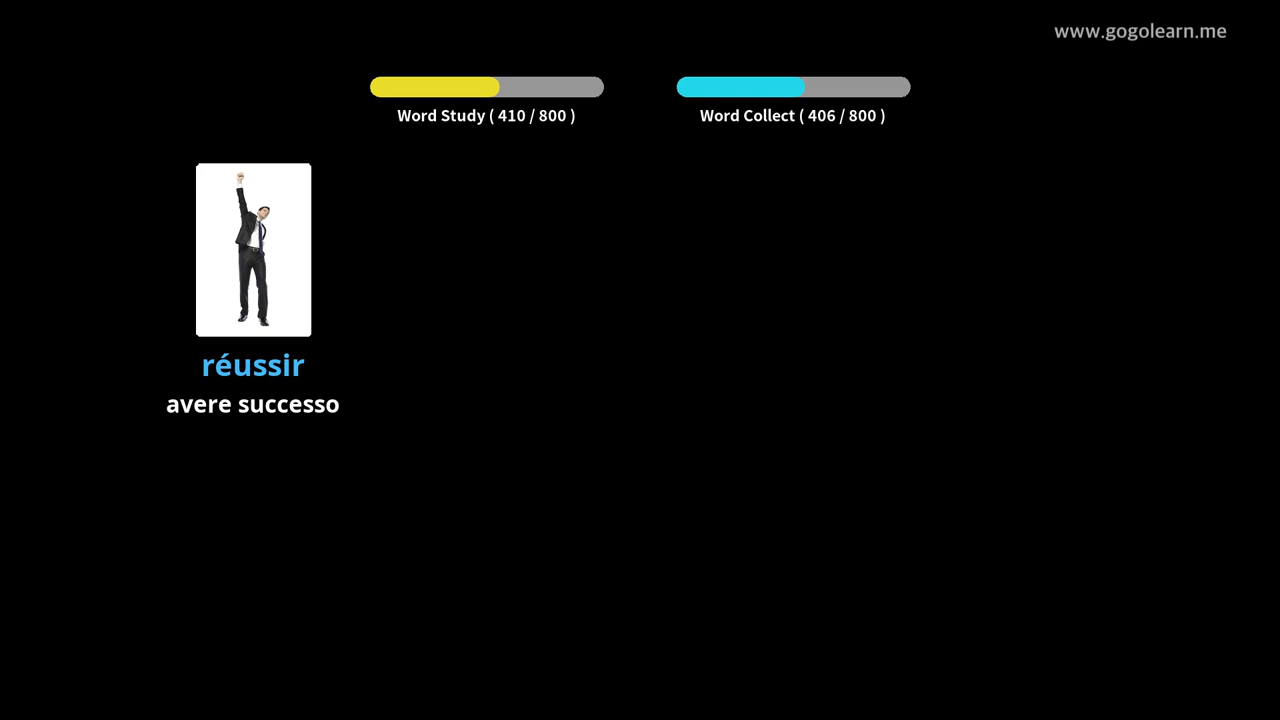 www.gogolearn.me
Word Study ( 410 / 800 )
Word Collect ( 406 / 800 )
réussir
avere successo